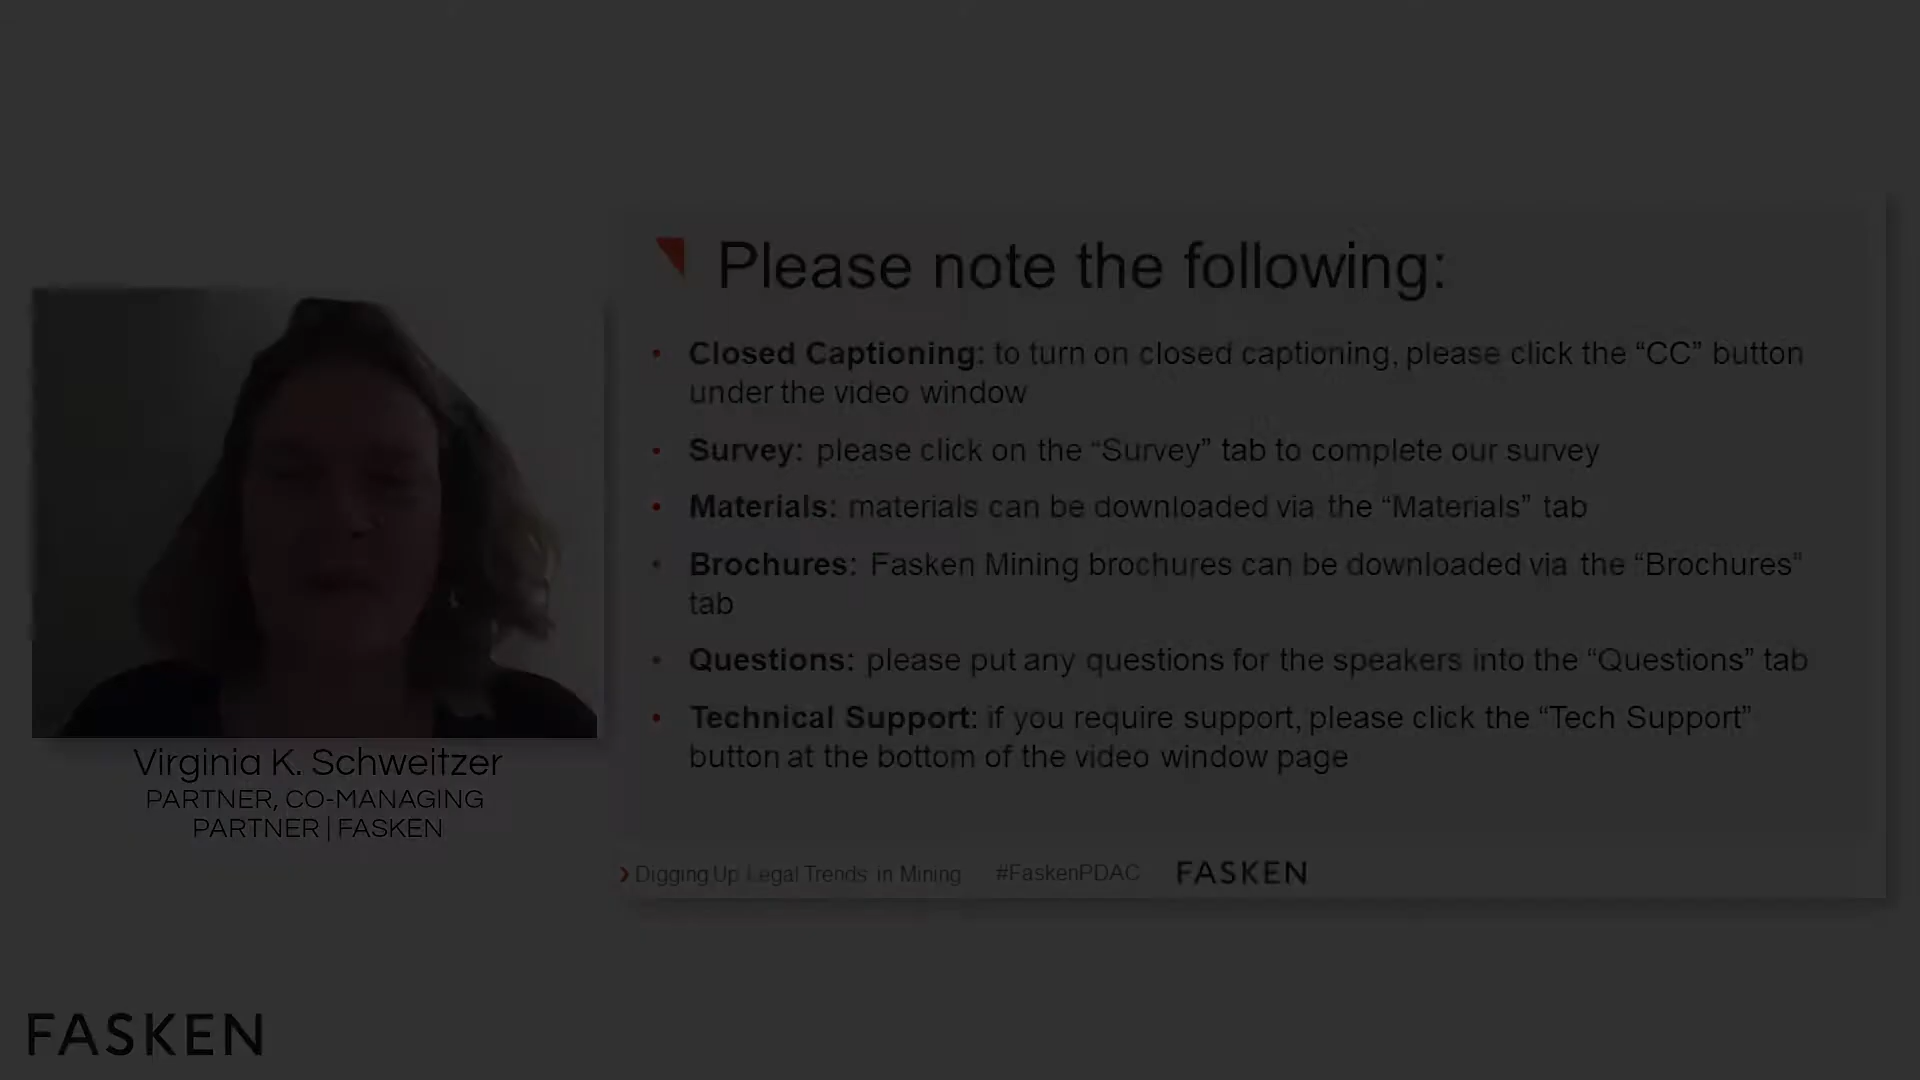 Please note the following:
• Closed Captioning: to turn on closed captioning, please click the “CC” button
under the video window
• Survey: please click on the “Survey” tab to complete our survey
• Materials: materials can be downloaded via the “Materials” tab
• Brochures: Fasken Mining brochures can be downloaded via the “Brochures”
tab
• Questions: please put any questions for the speakers into the “Questions” tab
• Technical Support: if you require support, please click the “Tech Support”
button at the bottom of the video window page
Virginia K. Schweitzer
PARTNER, CO-MANAGING
PARTNER | FASKEN
Digging Up Legal Trends in Mining #FaskenPDAC FASKEN
FASKEN